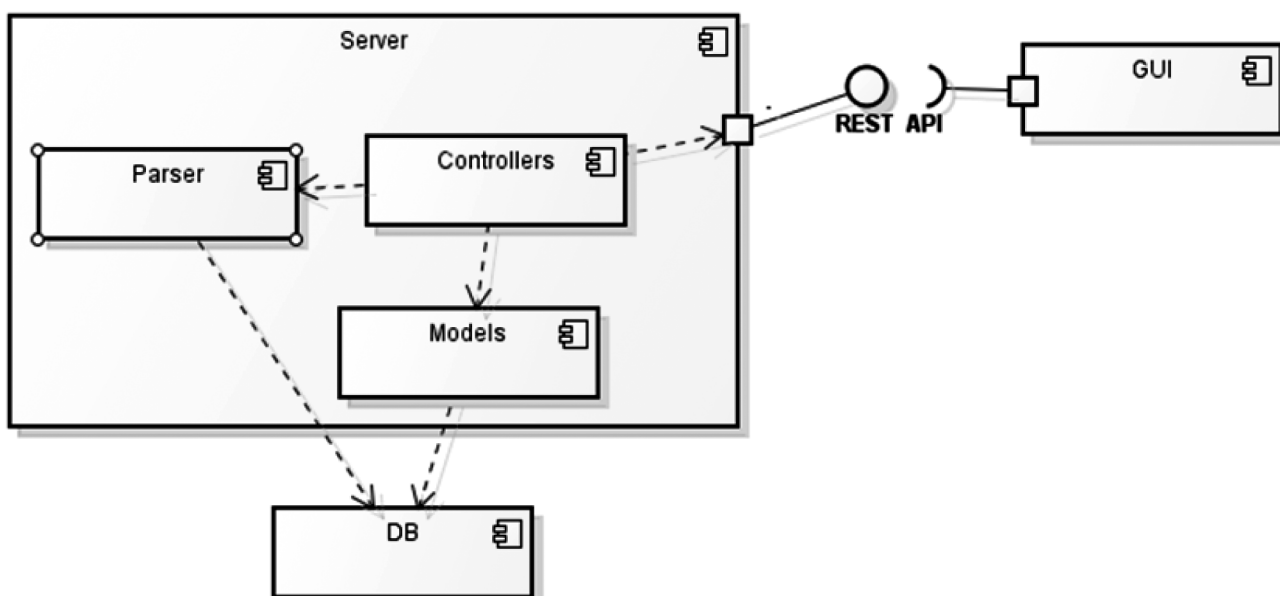 Server
GUI
REST API
Controllers
Parser
Models
DB